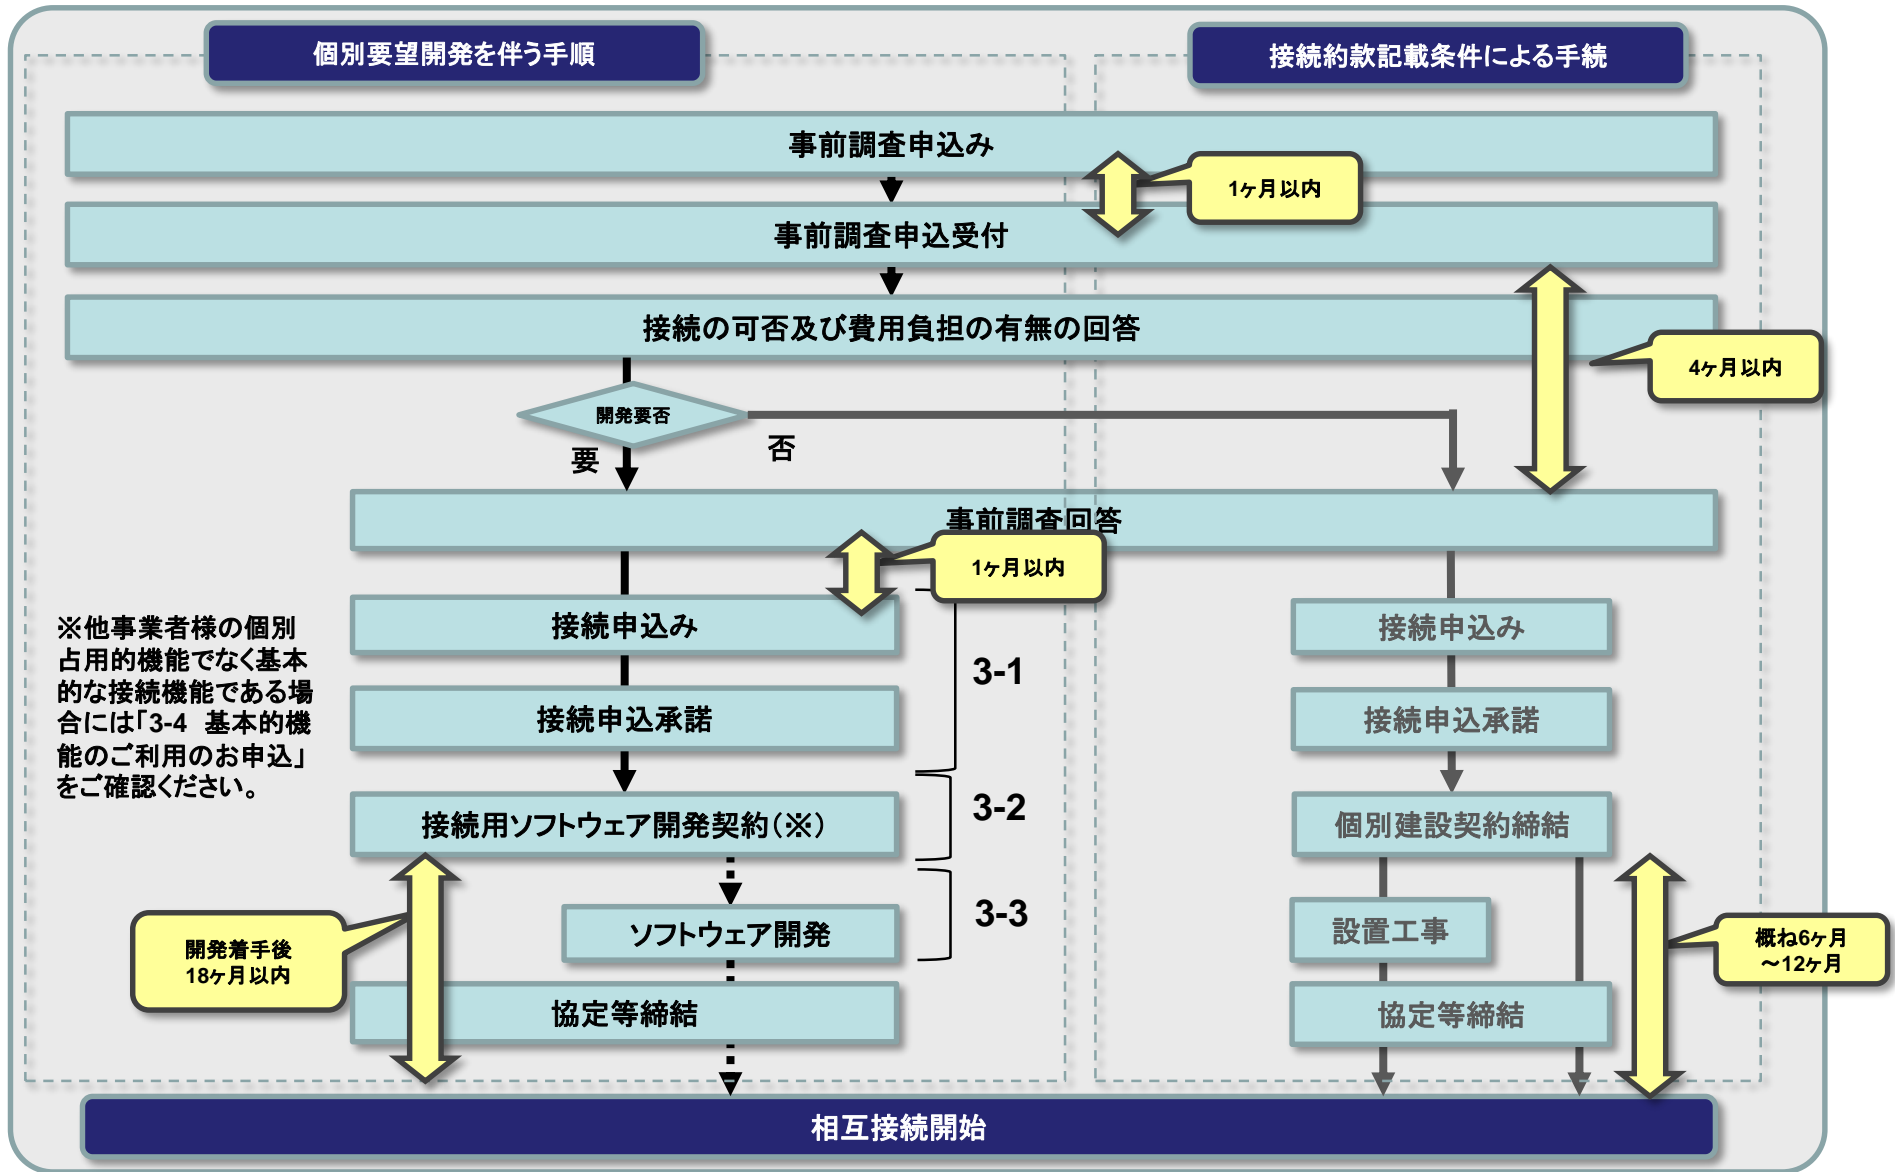 個別要望開発を伴う手順
接続約款記載条件による手続
事前調査申込み
1ヶ月以内
事前調査申込受付
接続の可否及び費用負担の有無の回答
4ヶ月以内
開発要否
要
否
事前調査回答
1ヶ月以内
※他事業者様の個別
占用的機能でなく基本
的な接続機能である場
合には「3-4 基本的機
能のご利用のお申込」
をご確認ください。
接続申込み
接続申込承諾
3-1
接続用ソフトウェア開発契約(※)
3-2
ソフトウェア開発
3-3
開発着手後
18ヶ月以内
協定等締結
接続申込み
接続申込承諾
個別建設契約締結
設置工事
概ね6ヶ月
～12ヶ月
協定等締結
相互接続開始